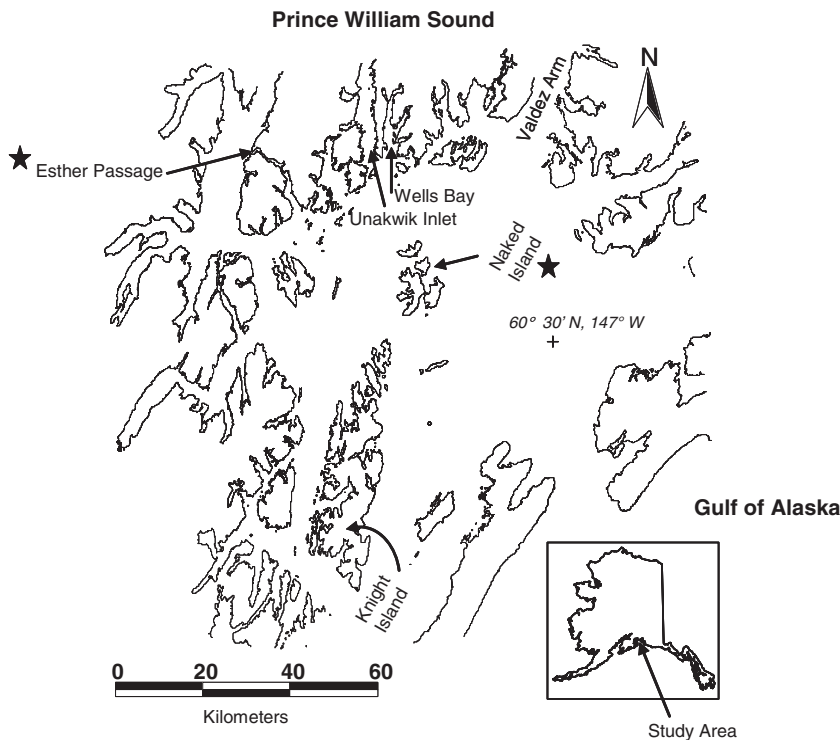 Prince William Sound
N
Valdez Arm
Esther Passage
Wells Bay
Unakwik Inlet
Naked
Island
60° 30' N, 147° W
Gulf of Alaska
Knight
Island
0 20 40 60
Kilometers
Study Area